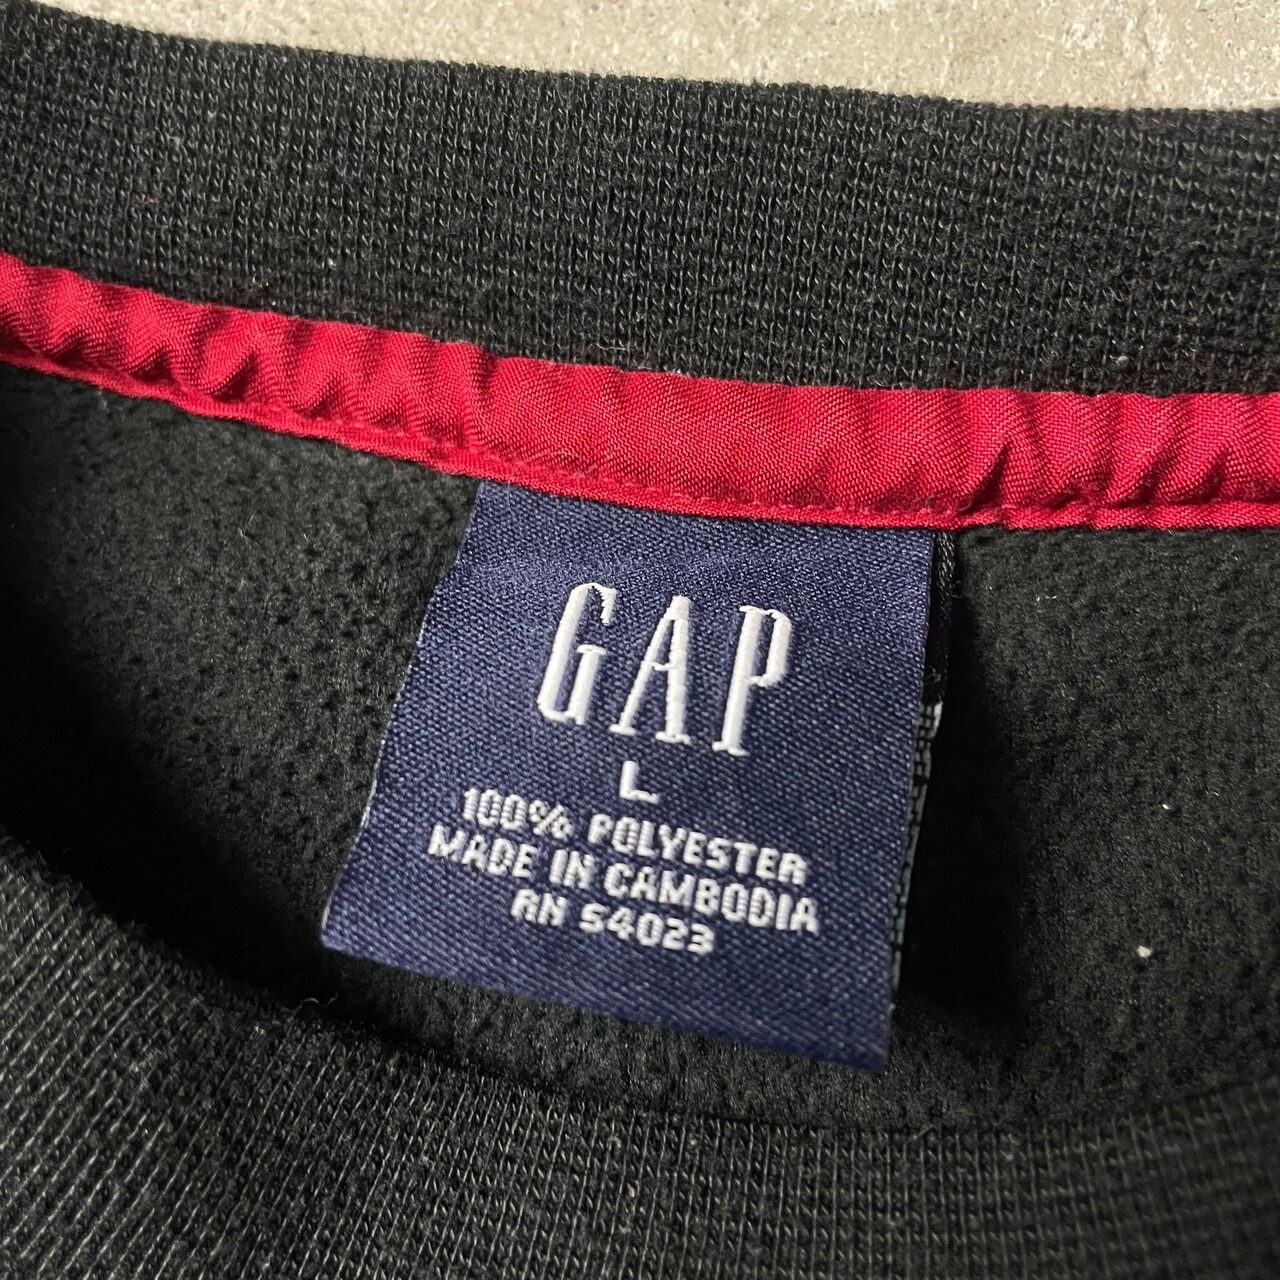 GAP
L
100% POLYESTER
MADE IN CAMBODIA
RN 54023